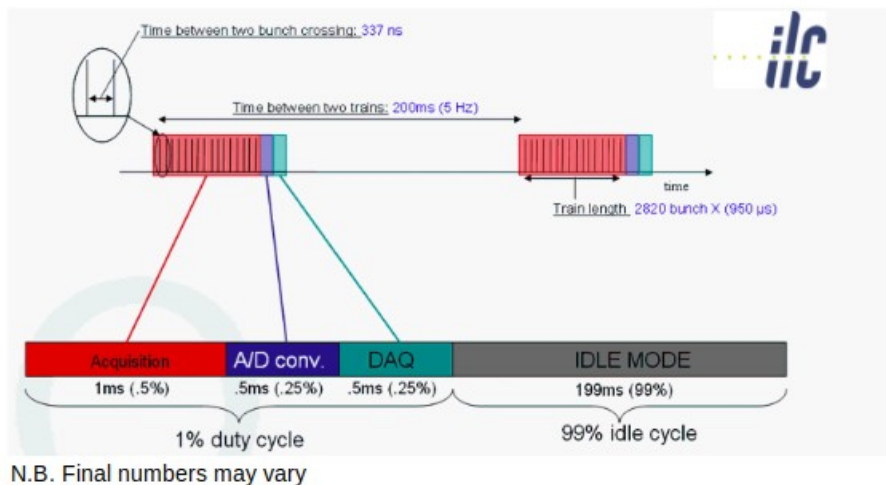 Time between two bunch crossing: 337 ns
ilc
Time between two trains: 200ms (5 Hz)
time
Train length 2820 bunch X (950 µs)
Acquisition A/D conv. DAQ IDLE MODE
1ms (.5%) .5ms (.25%) .5ms (.25%) 199ms (99%)
1% duty cycle 99% idle cycle
N.B. Final numbers may vary